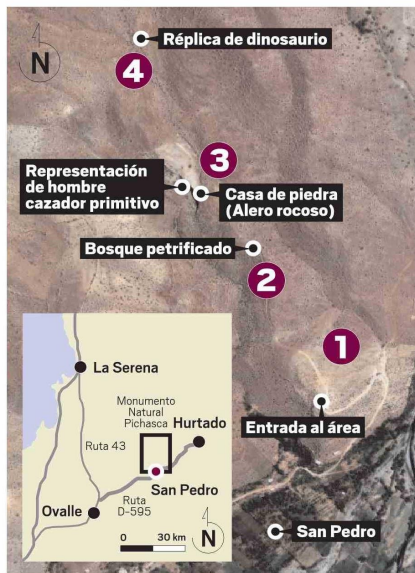 N
Réplica de dinosaurio
4
3
Representación
de hombre
cazador primitivo
Casa de piedra
(Alero rocoso)
Bosque petrificado
2
1
Entrada al área
San Pedro
La Serena
Monumento
Natural
Pichasca
Hurtado
Ruta 43
San Pedro
Ruta
D-595
Ovalle
0 30 km
N